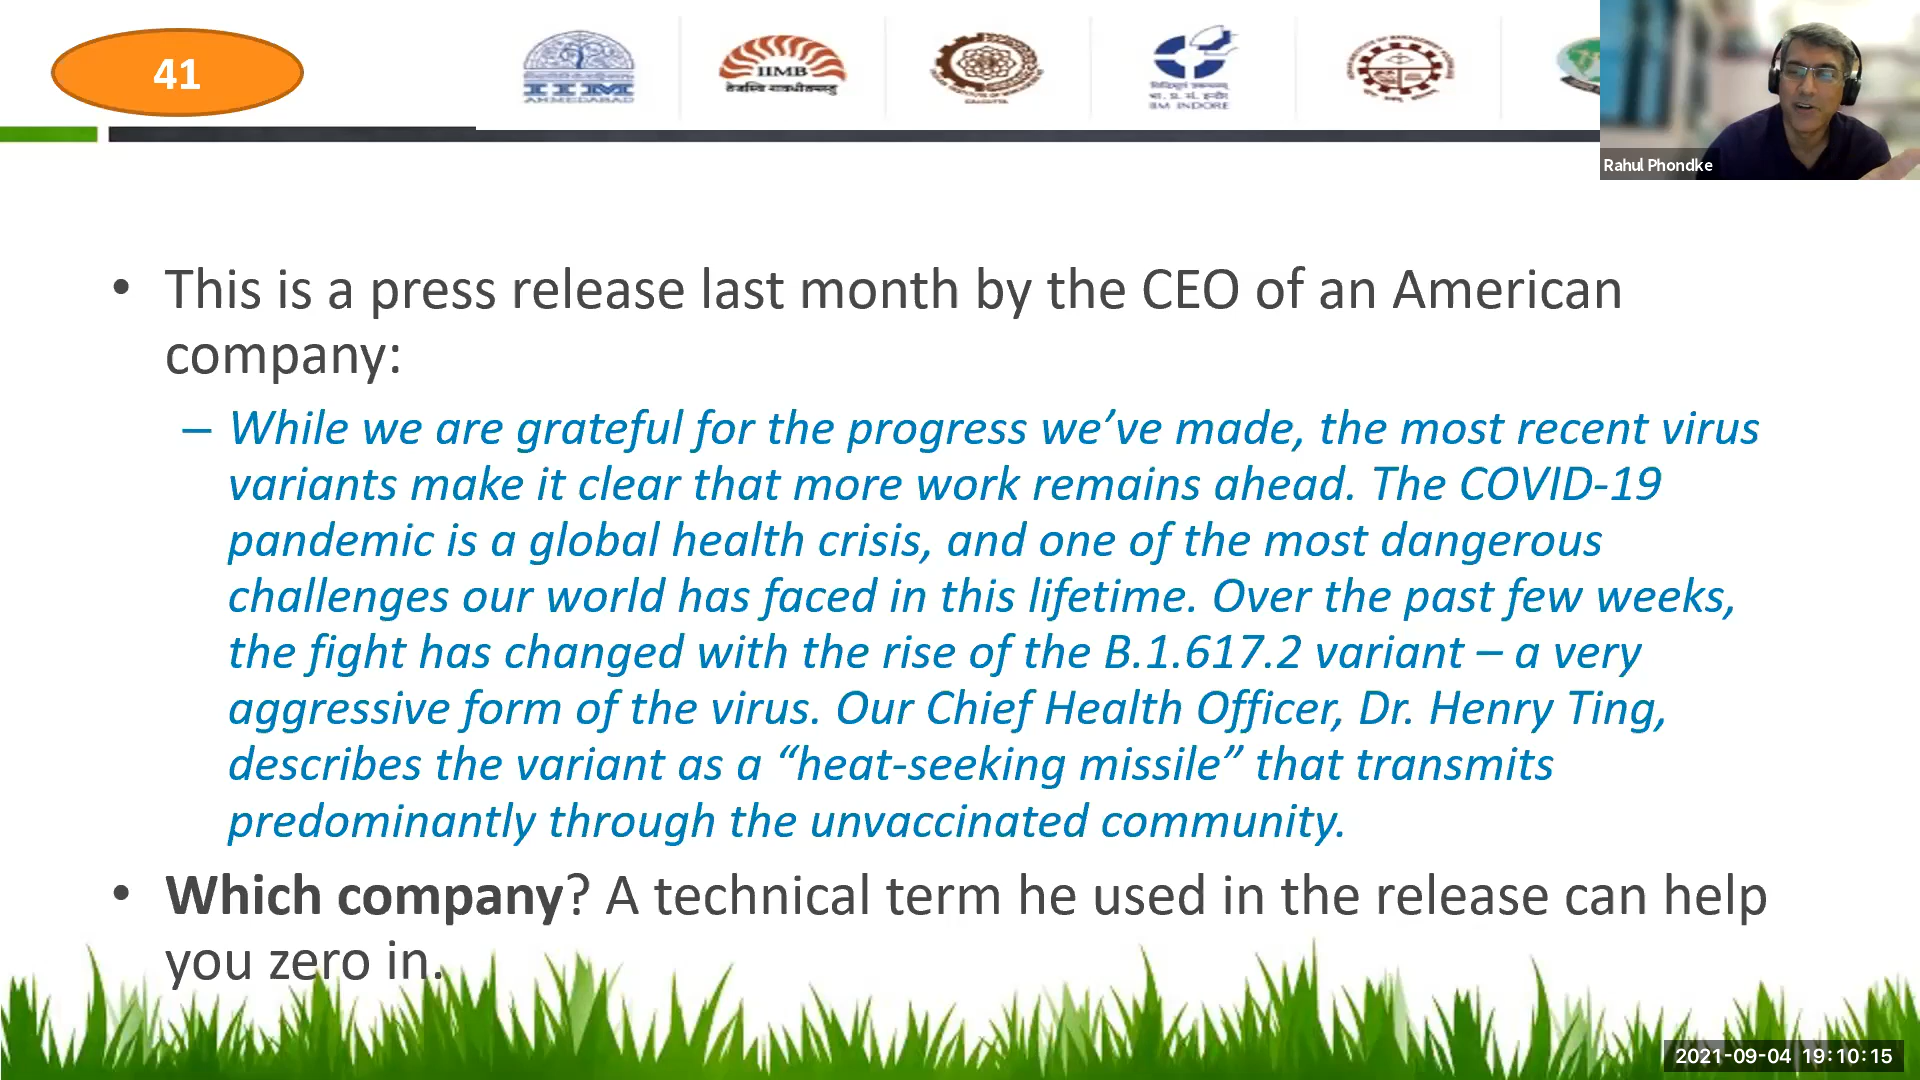 41
IIM
AHMEDABAD
IIMB
IIM INDORE
Rahul Phondke
• This is a press release last month by the CEO of an American
company:
– While we are grateful for the progress we’ve made, the most recent virus
variants make it clear that more work remains ahead. The COVID-19
pandemic is a global health crisis, and one of the most dangerous
challenges our world has faced in this lifetime. Over the past few weeks,
the fight has changed with the rise of the B.1.617.2 variant – a very
aggressive form of the virus. Our Chief Health Officer, Dr. Henry Ting,
describes the variant as a “heat-seeking missile” that transmits
predominantly through the unvaccinated community.
• Which company? A technical term he used in the release can help
you zero in.
2021-09-04 19:10:15